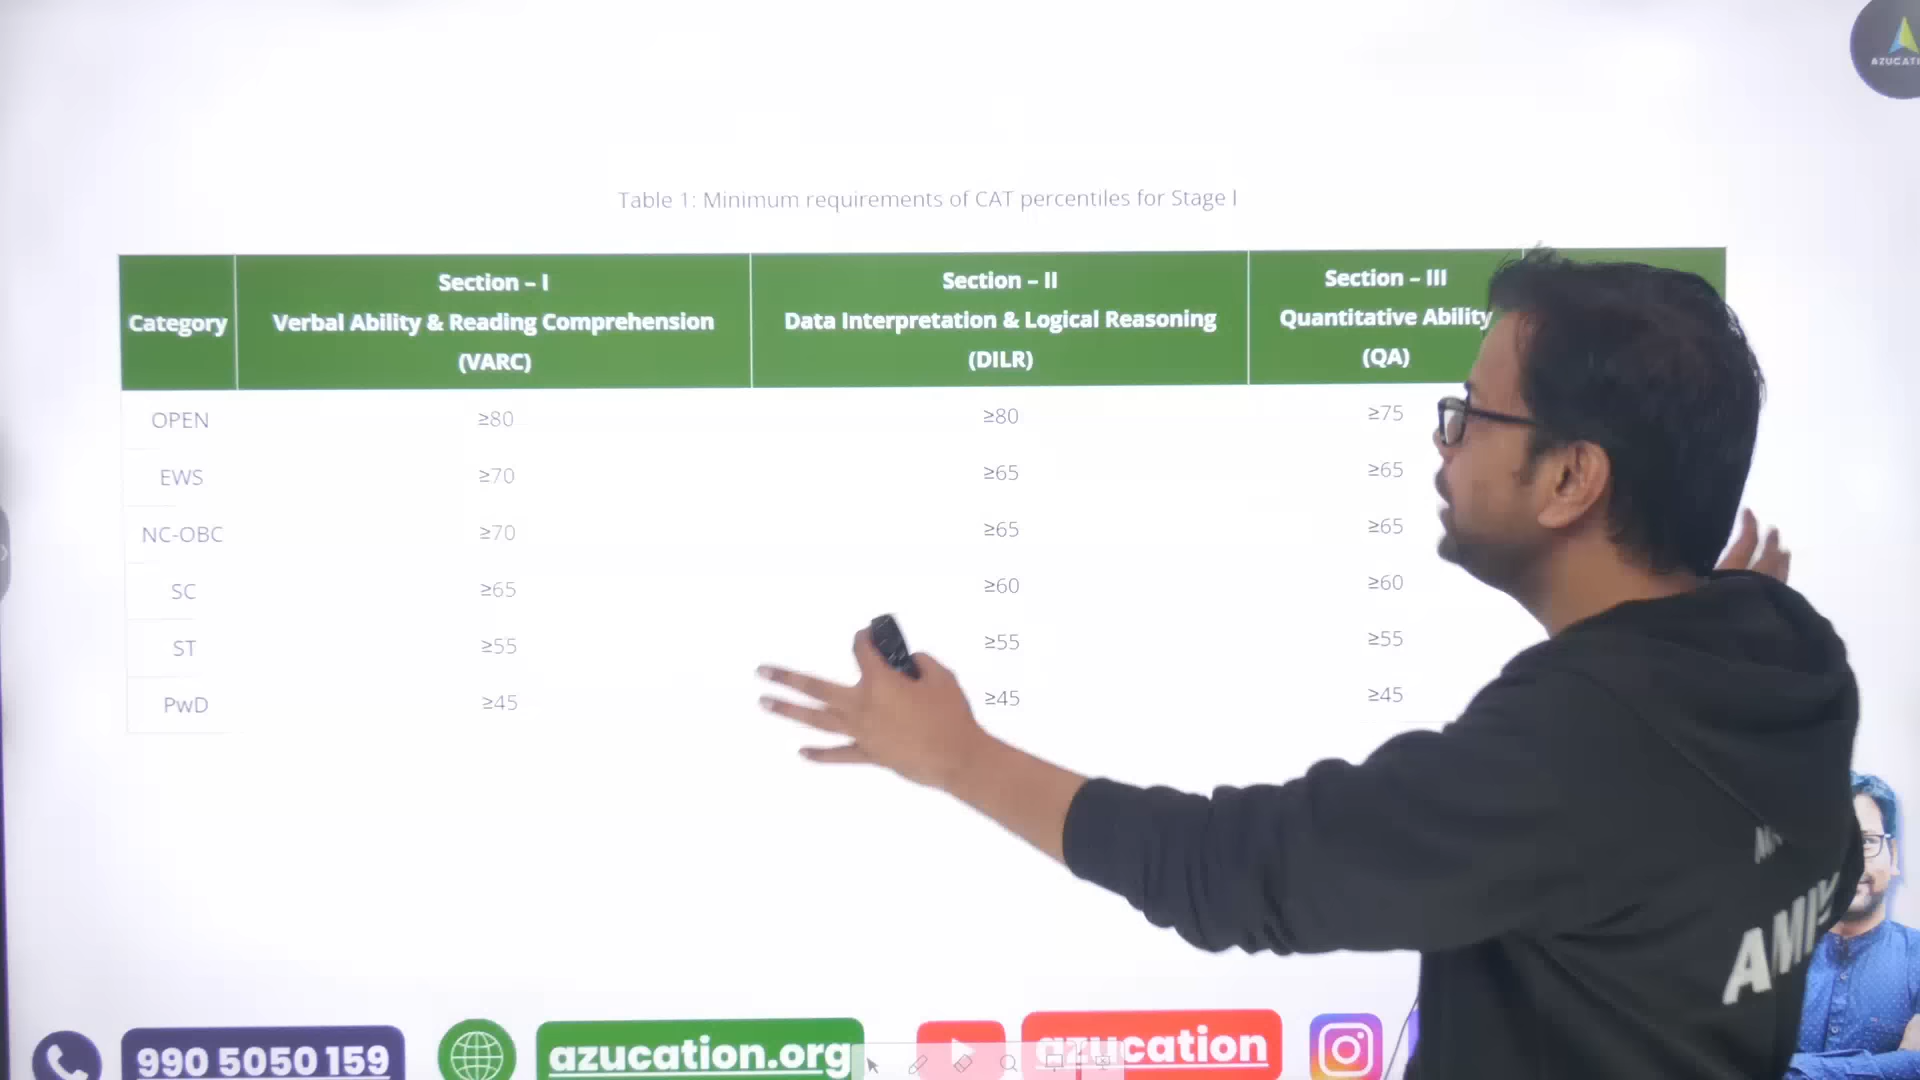 AZUCATI
Table 1: Minimum requirements of CAT percentiles for Stage I
Category
Section – I
Verbal Ability & Reading Comprehension
(VARC)
Section – II
Data Interpretation & Logical Reasoning
(DILR)
Section – III
Quantitative Ability
(QA)
OPEN ≥80 ≥80 ≥75
EWS ≥70 ≥65 ≥65
NC-OBC ≥70 ≥65 ≥65
SC ≥65 ≥60 ≥60
ST ≥55 ≥55 ≥55
PwD ≥45 ≥45 ≥45
AMIY
990 5050 159
azucation.org
azucation